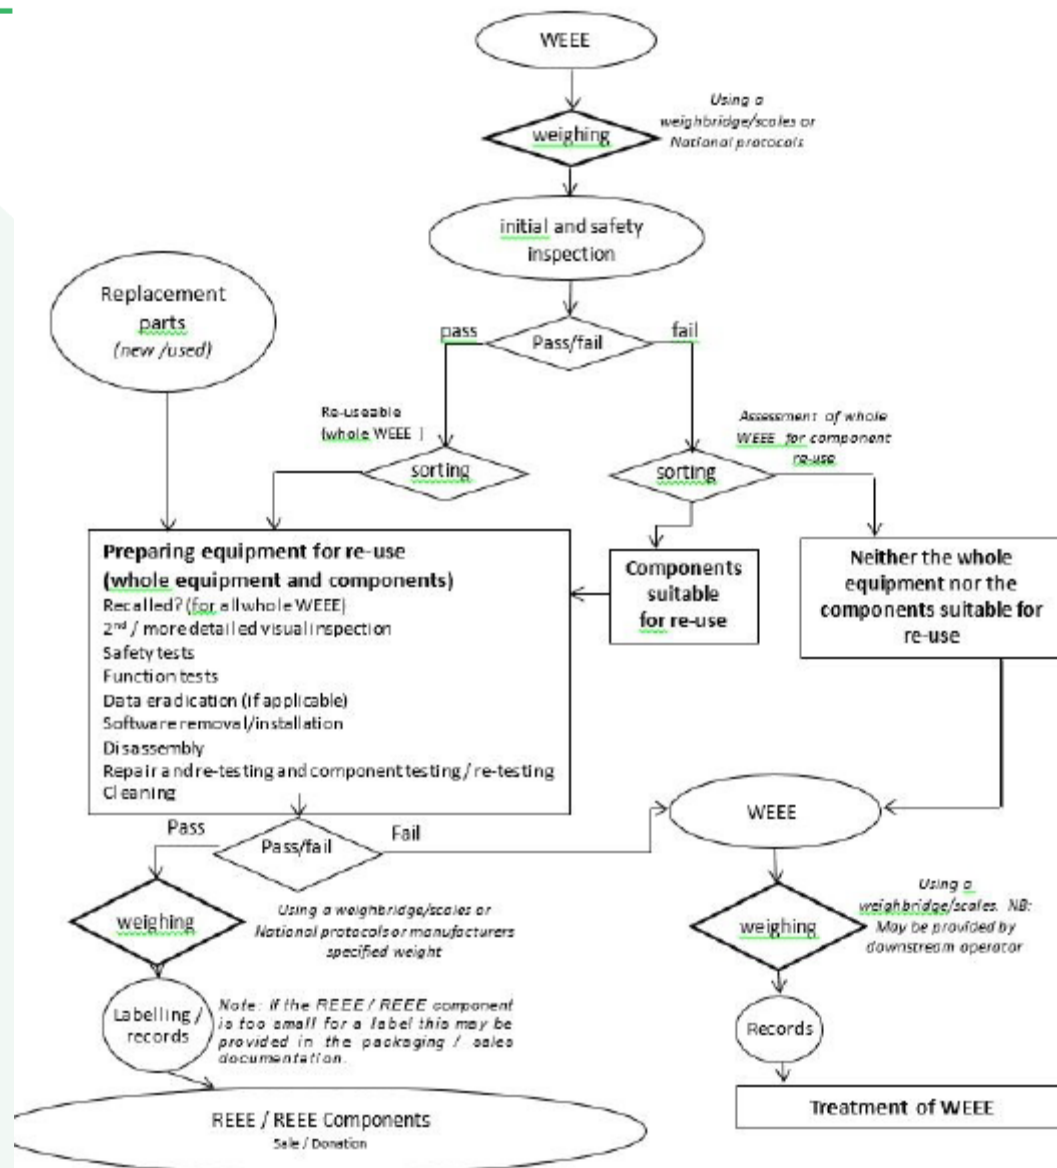 WEEE
weighing
Using a
weighbridge/scales or
National protocals
initial and safety
inspection
Replacement
parts
(new /used)
pass
Pass/fail
fail
Re-useable
(whole WEEE )
sorting
Assessment of whole
WEEE for component
re-use
sorting
Preparing equipment for re-use
(whole equipment and components)
Recalled? (for all whole WEEE)
2nd / more detailed visual inspection
Safety tests
Function tests
Data eradication (if applicable)
Software removal/installation
Disassembly
Repair and re-testing and component testing / re-testing
Cleaning
Components
suitable
for re-use
Neither the whole
equipment nor the
components suitable for
re-use
Pass
Pass/fail
Fail
WEEE
weighing
Using a weighbridge/scales or
National protocols or manufacturers
specified weight
weighing
Using a
weighbridge/scales. NB:
May be provided by
downstream operator
Labelling /
records
Note: If the REEE / REEE component
is too small for a label this may be
provided in the packaging / sales
documentation.
Records
REEE / REEE Components
Sale / Donation
Treatment of WEEE